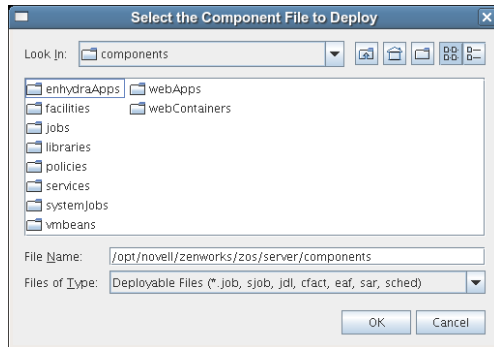 Select the Component File to Deploy
Look In: components
enhydraApps
facilities
jobs
libraries
policies
services
systemJobs
vmbeans
webApps
webContainers
File Name: /opt/novell/zenworks/zos/server/components
Files of Type: Deployable Files (*.job, sjob, jdl, cfact, eaf, sar, sched)
OK Cancel